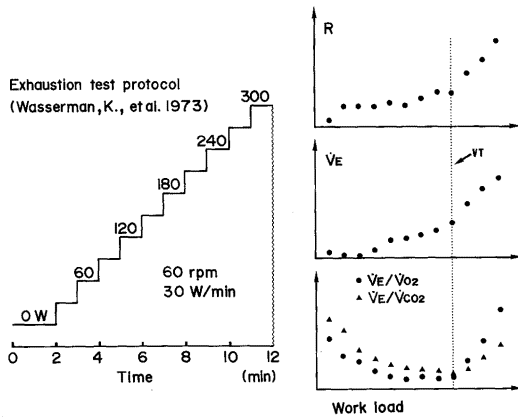 Exhaustion test protocol
(Wasserman, K., et al. 1973)
300
240
180
120
60
0 W
60 rpm
30 W/min
0 2 4 6 8 10 12
Time (min)
R
V̇E
VT
● V̇E/V̇O2
▲ V̇E/V̇CO2
Work load